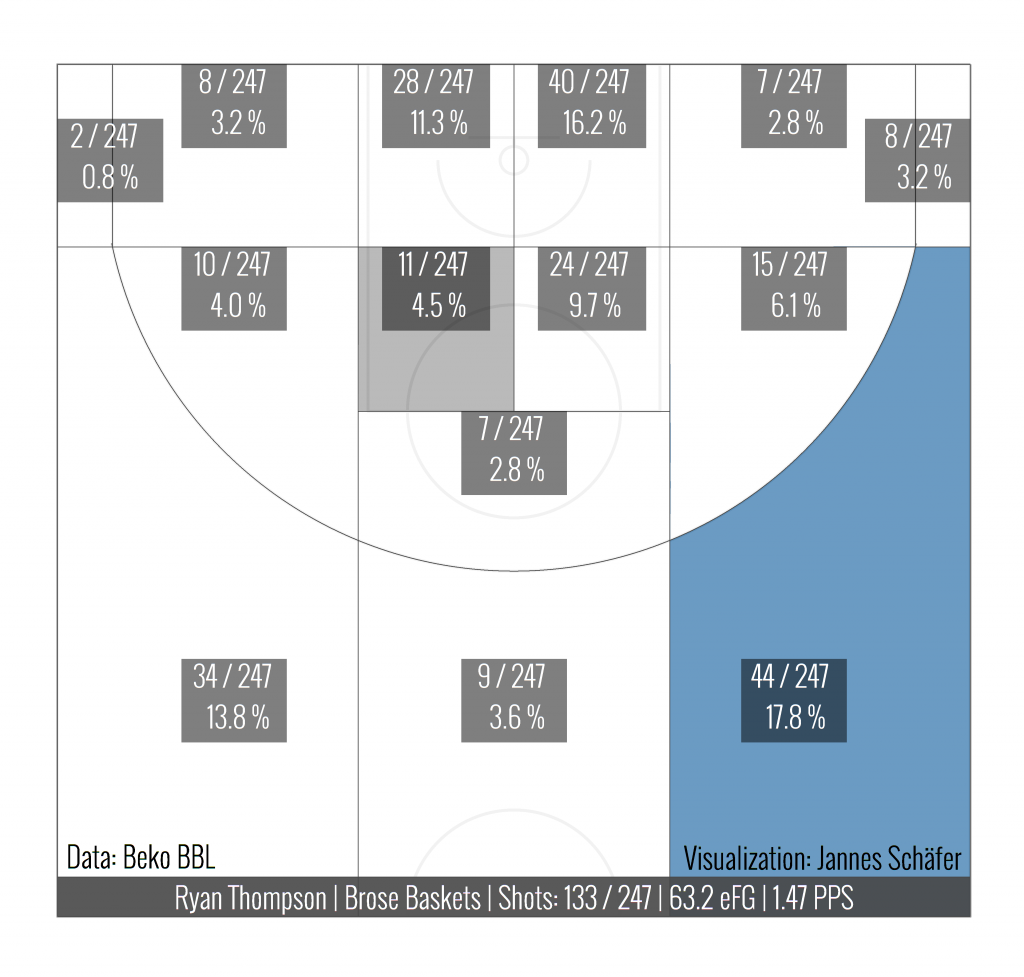 8 / 247
3.2 %
28 / 247
11.3 %
40 / 247
16.2 %
7 / 247
2.8 %
2 / 247
0.8 %
8 / 247
3.2 %
10 / 247
4.0 %
11 / 247
4.5 %
24 / 247
9.7 %
15 / 247
6.1 %
7 / 247
2.8 %
34 / 247
13.8 %
9 / 247
3.6 %
44 / 247
17.8 %
Data: Beko BBL
Visualization: Jannes Schäfer
Ryan Thompson | Brose Baskets | Shots: 133 / 247 | 63.2 eFG | 1.47 PPS